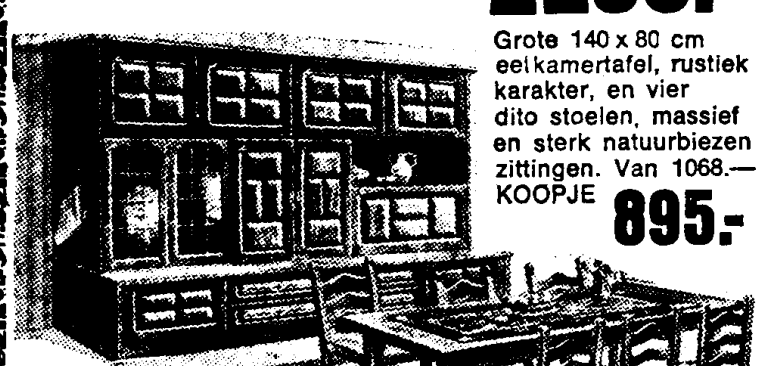 Grote 140 x 80 cm
eetkamertafel, rustiek
karakter, en vier
dito stoelen, massief
en sterk natuurbiezen
zittingen. Van 1068.—
KOOPJE 895.-